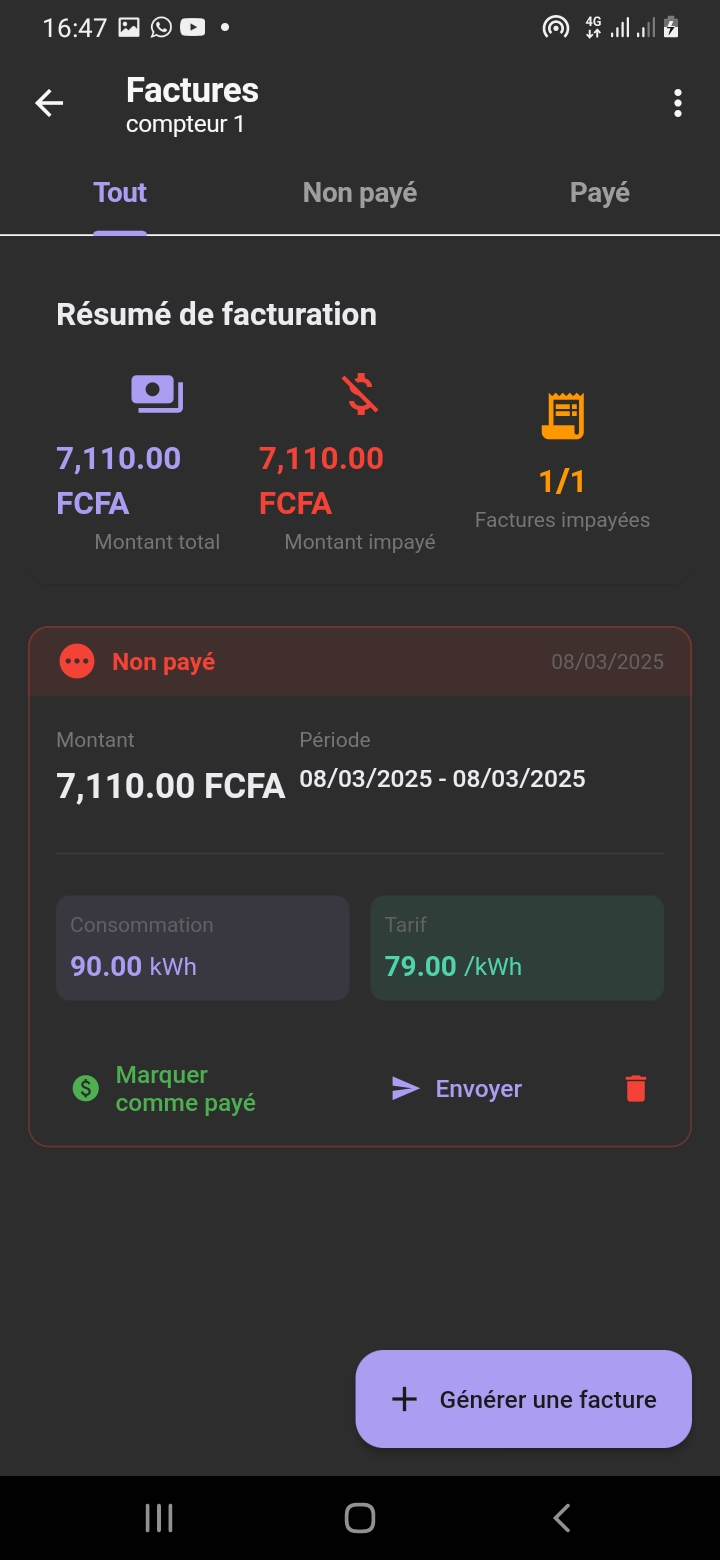 16:47
4G
Factures
compteur 1
Tout Non payé Payé
Résumé de facturation
7,110.00 FCFA
Montant total
7,110.00 FCFA
Montant impayé
1/1
Factures impayées
Non payé 08/03/2025
Montant Période
7,110.00 FCFA 08/03/2025 - 08/03/2025
Consommation Tarif
90.00 kWh 79.00 /kWh
Marquer
comme payé
Envoyer
Générer une facture